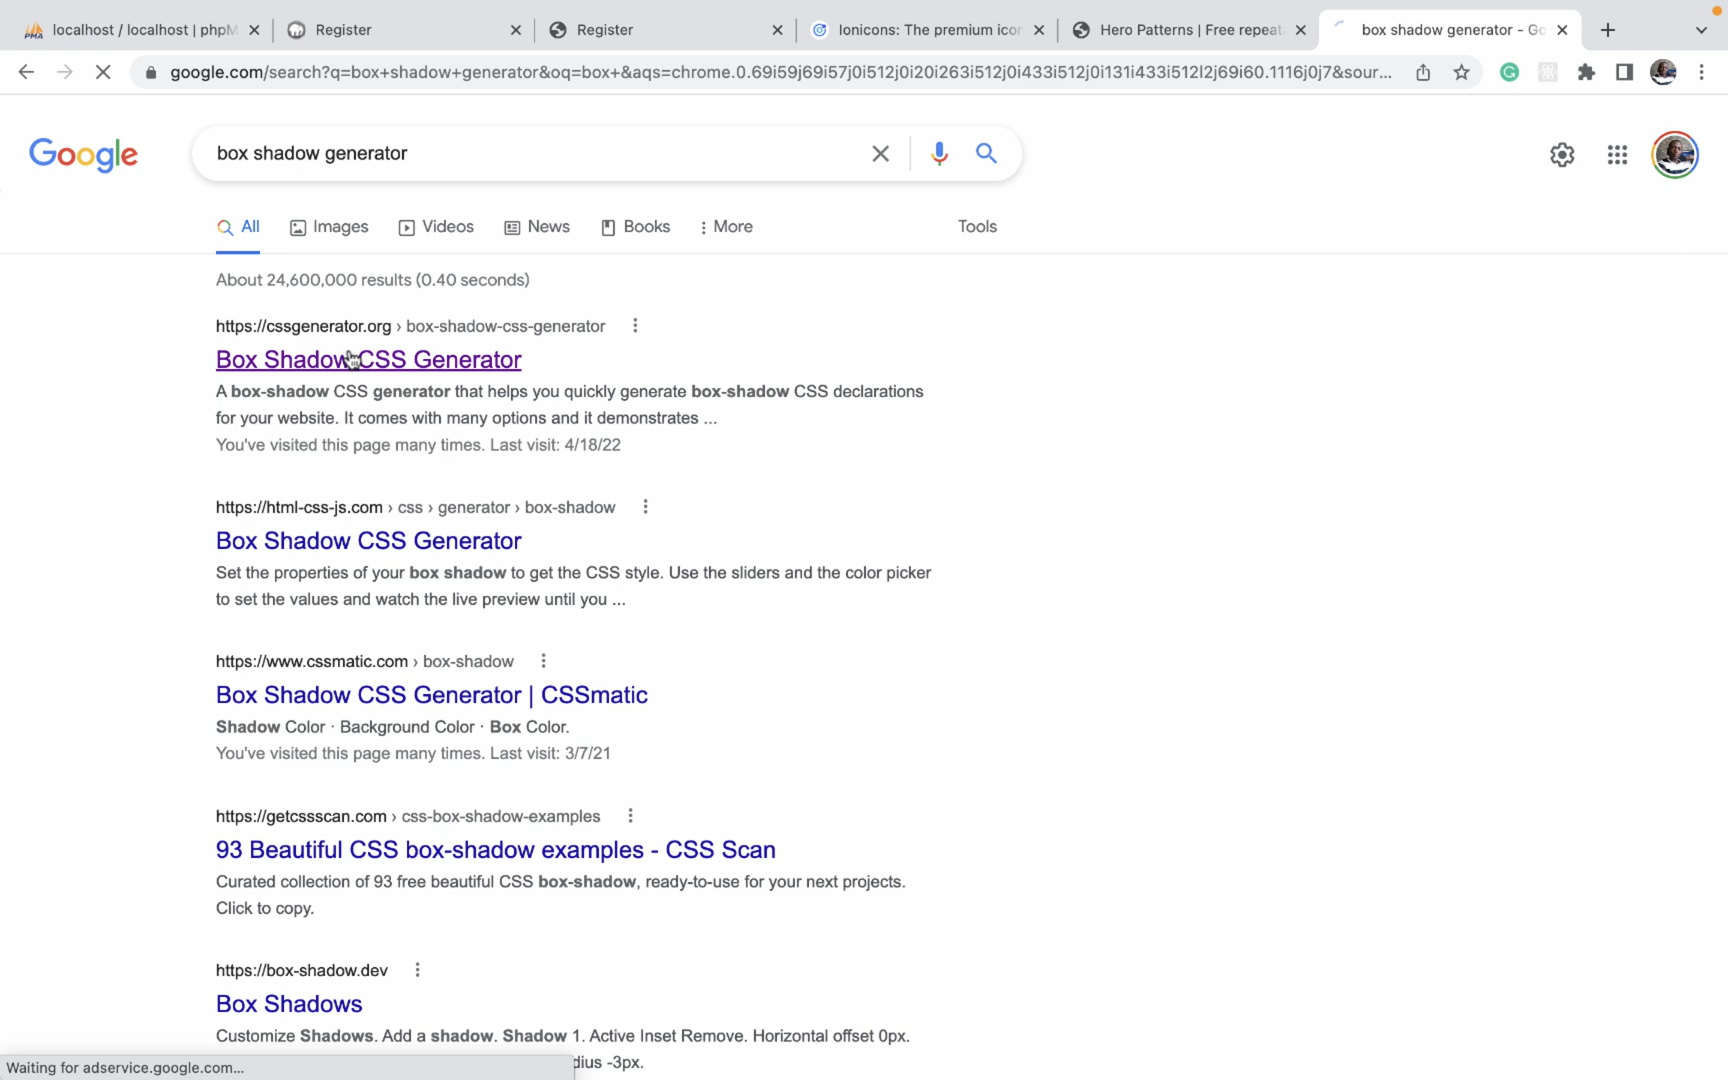 localhost / localhost | phpM
Register
Register
Ionicons: The premium icon
Hero Patterns | Free repeat
box shadow generator - Go
google.com/search?q=box+shadow+generator&oq=box+&aqs=chrome.0.69i59j69i57j0i512j0i20i263i512j0i433i512j0i131i433i512l2j69i60.1116j0j7&sour...
Google
box shadow generator
All
Images
Videos
News
Books
More
Tools
About 24,600,000 results (0.40 seconds)
https://cssgenerator.org › box-shadow-css-generator
Box Shadow CSS Generator
A box-shadow CSS generator that helps you quickly generate box-shadow CSS declarations
for your website. It comes with many options and it demonstrates ...
You've visited this page many times. Last visit: 4/18/22
https://html-css-js.com › css › generator › box-shadow
Box Shadow CSS Generator
Set the properties of your box shadow to get the CSS style. Use the sliders and the color picker
to set the values and watch the live preview until you ...
https://www.cssmatic.com › box-shadow
Box Shadow CSS Generator | CSSmatic
Shadow Color · Background Color · Box Color.
You've visited this page many times. Last visit: 3/7/21
https://getcssscan.com › css-box-shadow-examples
93 Beautiful CSS box-shadow examples - CSS Scan
Curated collection of 93 free beautiful CSS box-shadow, ready-to-use for your next projects.
Click to copy.
https://box-shadow.dev
Box Shadows
Customize Shadows. Add a shadow. Shadow 1. Active Inset Remove. Horizontal offset 0px.
dius -3px.
Waiting for adservice.google.com...